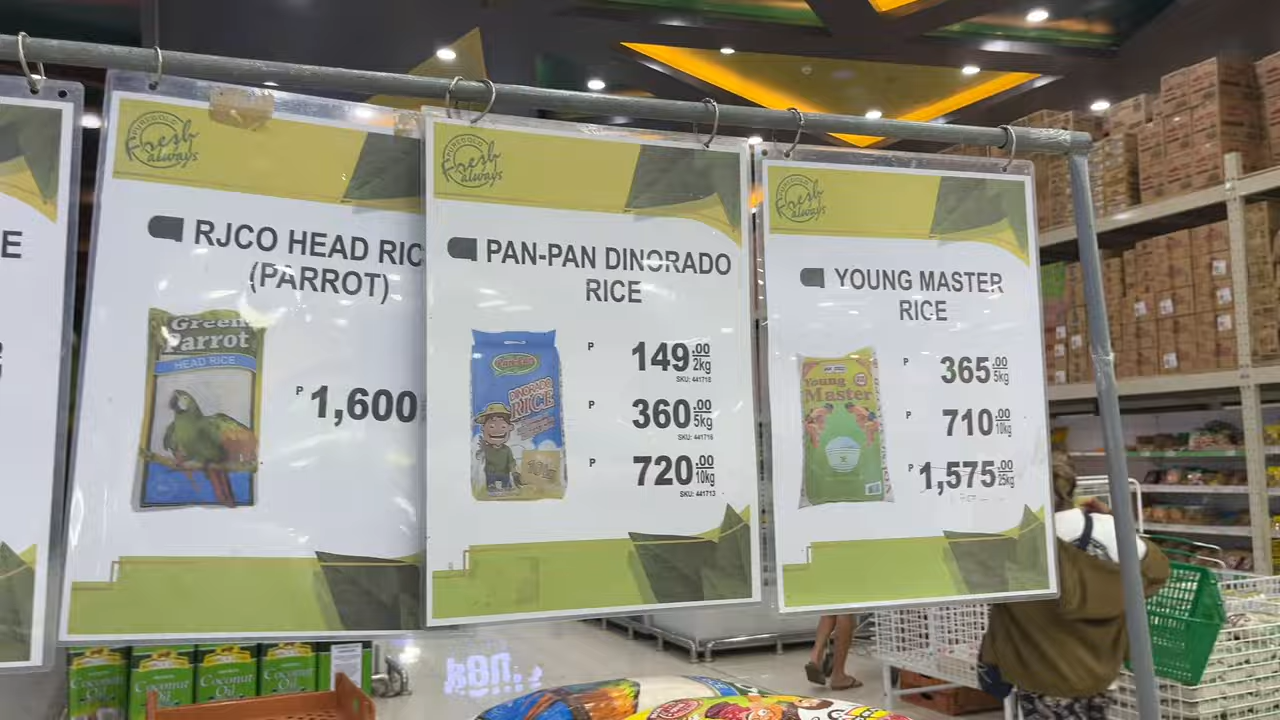 E
PUREGOLD
Fresh
always
RJCO HEAD RIC
(PARROT)
Green
Parrot
HEAD RICE
P 1,600
PUREGOLD
Fresh
always
PAN-PAN DINORADO
RICE
DINORADO
RICE
P 149.00 2kg
SKU: 441715
P 360.00 5kg
SKU: 441716
P 720.00 10kg
SKU: 441713
PUREGOLD
Fresh
always
YOUNG MASTER
RICE
Young
Master
P 365.00 5kg
P 710.00 10kg
P 1,575.00 25kg
Coconut
Oil
Coconut
Oil
Coconut
Oil
Coconut
Oil